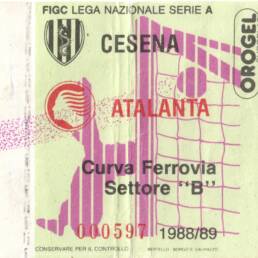 FIGC LEGA NAZIONALE SERIE A
CESENA
OROGEL
ATALANTA
Curva Ferrovia
Settore "B"
000597 1988/89
CONSERVARE PER IL CONTROLLO